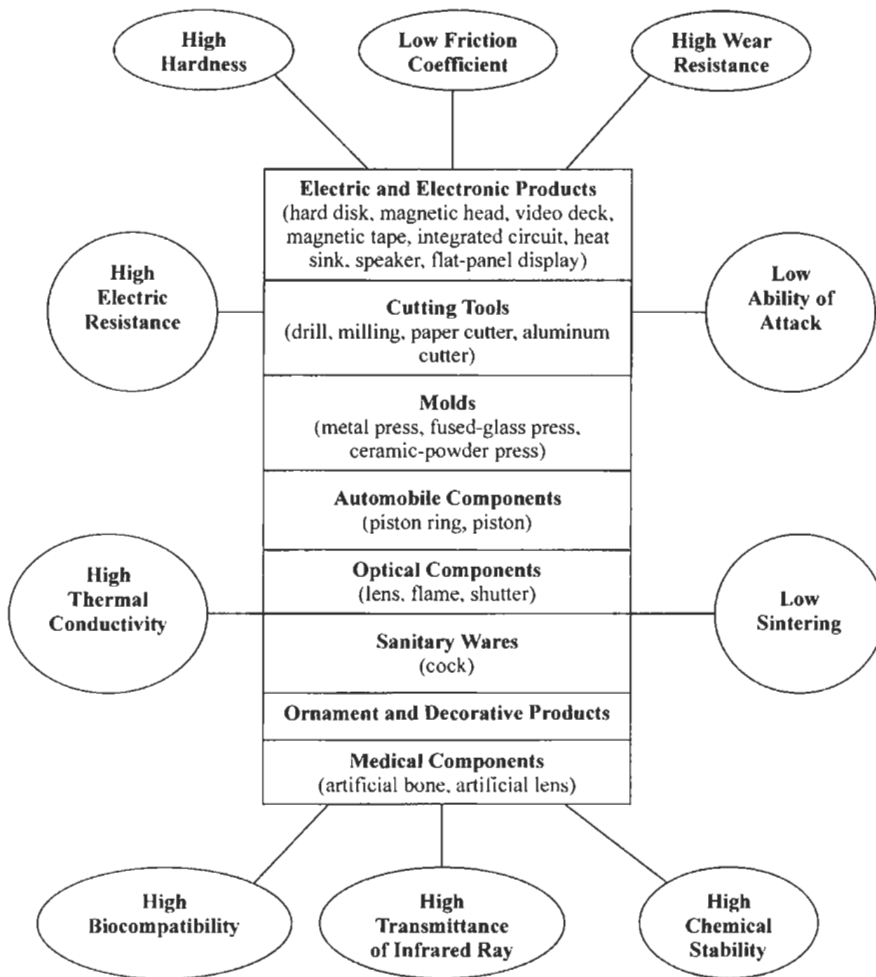 High
Hardness
Low Friction
Coefficient
High Wear
Resistance
Electric and Electronic Products
(hard disk, magnetic head, video deck,
magnetic tape, integrated circuit, heat
sink, speaker, flat-panel display)
High
Electric
Resistance
Low
Ability of
Attack
Cutting Tools
(drill, milling, paper cutter, aluminum
cutter)
Molds
(metal press, fused-glass press,
ceramic-powder press)
Automobile Components
(piston ring, piston)
High
Thermal
Conductivity
Optical Components
(lens, flame, shutter)
Low
Sintering
Sanitary Wares
(cock)
Ornament and Decorative Products
Medical Components
(artificial bone, artificial lens)
High
Biocompatibility
High
Transmittance
of Infrared Ray
High
Chemical
Stability